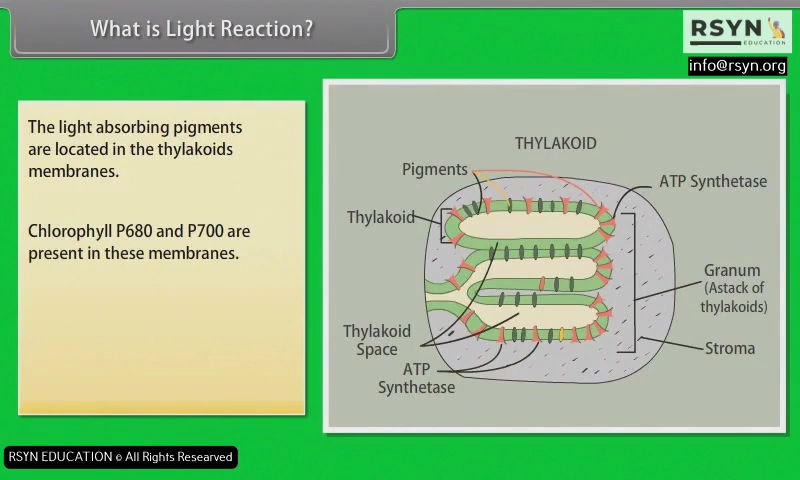 What is Light Reaction?
RSYN
EDUCATION
info@rsyn.org
The light absorbing pigments
are located in the thylakoids
membranes.
Chlorophyll P680 and P700 are
present in these membranes.
THYLAKOID
Pigments
ATP Synthetase
Thylakoid
Granum
(Astack of
thylakoids)
Thylakoid
Space
Stroma
ATP
Synthetase
RSYN EDUCATION © All Rights Researved